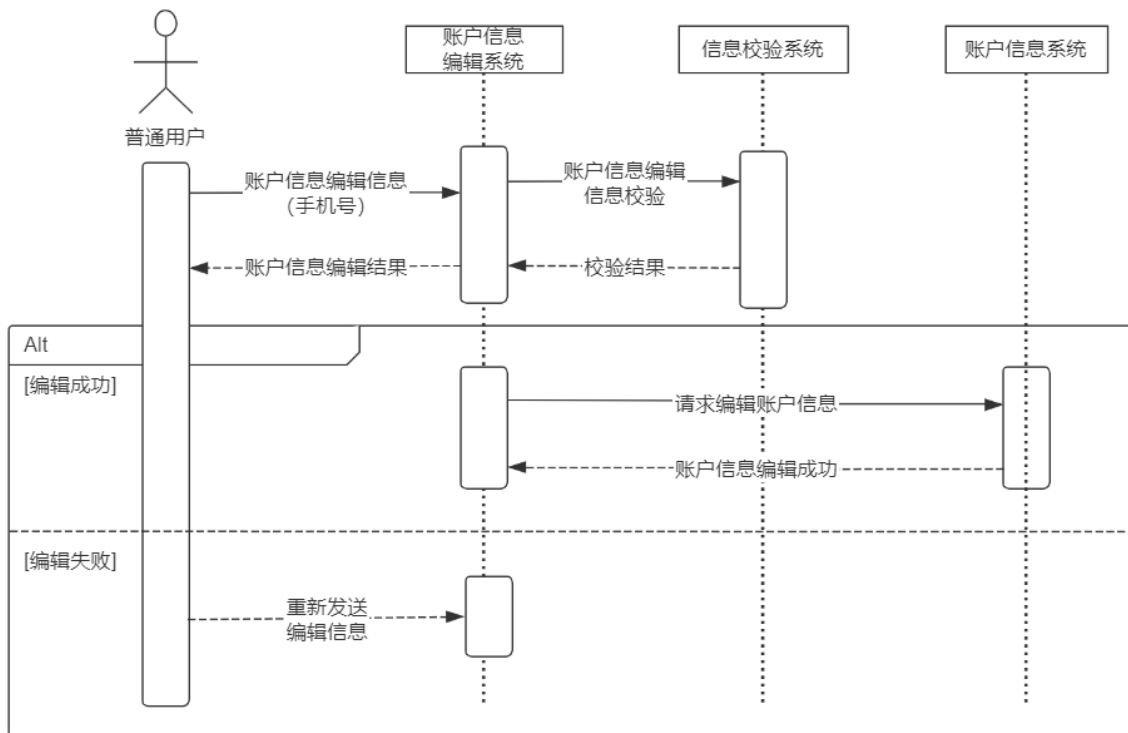 账户信息
编辑系统
信息校验系统
账户信息系统
普通用户
账户信息编辑信息
（手机号）
账户信息编辑
信息校验
账户信息编辑结果
校验结果
Alt
[编辑成功]
请求编辑账户信息
账户信息编辑成功
[编辑失败]
重新发送
编辑信息